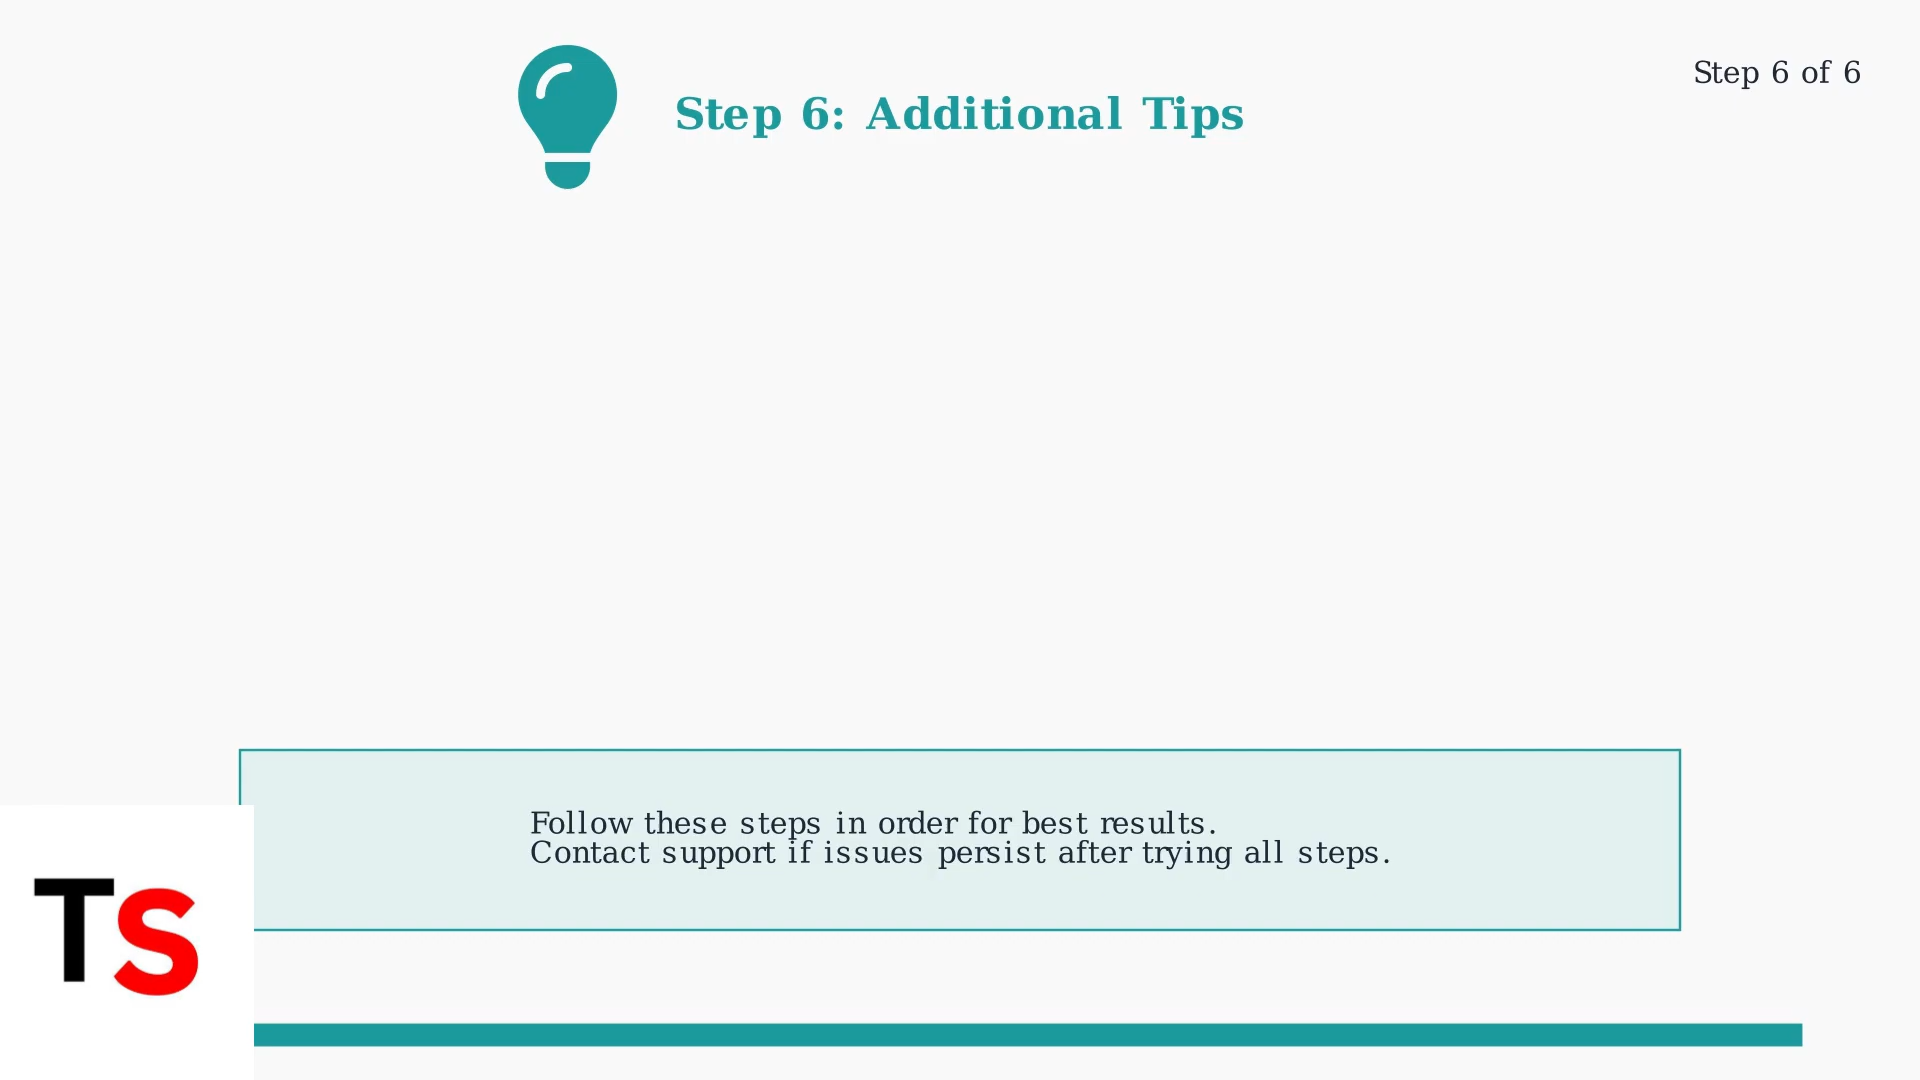 Step 6 of 6
Step 6: Additional Tips
Follow these steps in order for best results.
Contact support if issues persist after trying all steps.
TS